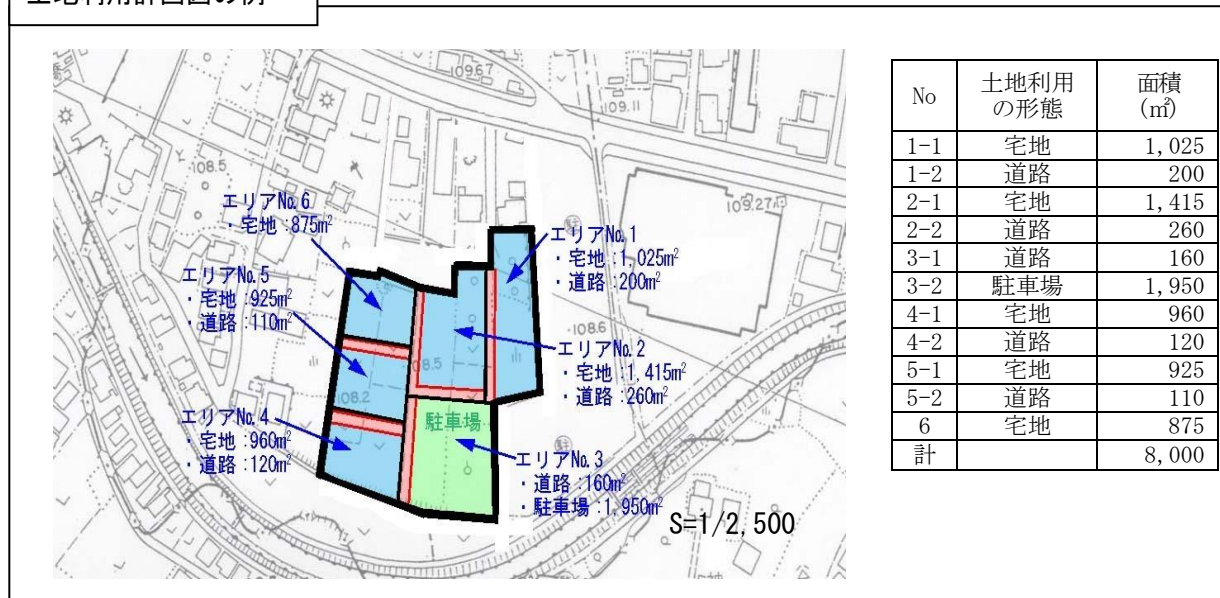 土地利用計画図の例
109.67
109.11
108.5
109.27
エリアNo.6
・宅地:875m²
エリアNo.1
・宅地:1,025m²
・道路:200m²
エリアNo.5
・宅地:925m²
・道路:110m²
108.6
エリアNo.2
・宅地:1,415m²
・道路:260m²
108.5
108.2
エリアNo.4
・宅地:960m²
・道路:120m²
駐車場
エリアNo.3
・道路:160m²
・駐車場:1,950m²
S=1/2,500
No 土地利用の形態 面積(㎡)
1-1 宅地 1,025
1-2 道路 200
2-1 宅地 1,415
2-2 道路 260
3-1 道路 160
3-2 駐車場 1,950
4-1 宅地 960
4-2 道路 120
5-1 宅地 925
5-2 道路 110
6 宅地 875
計 8,000